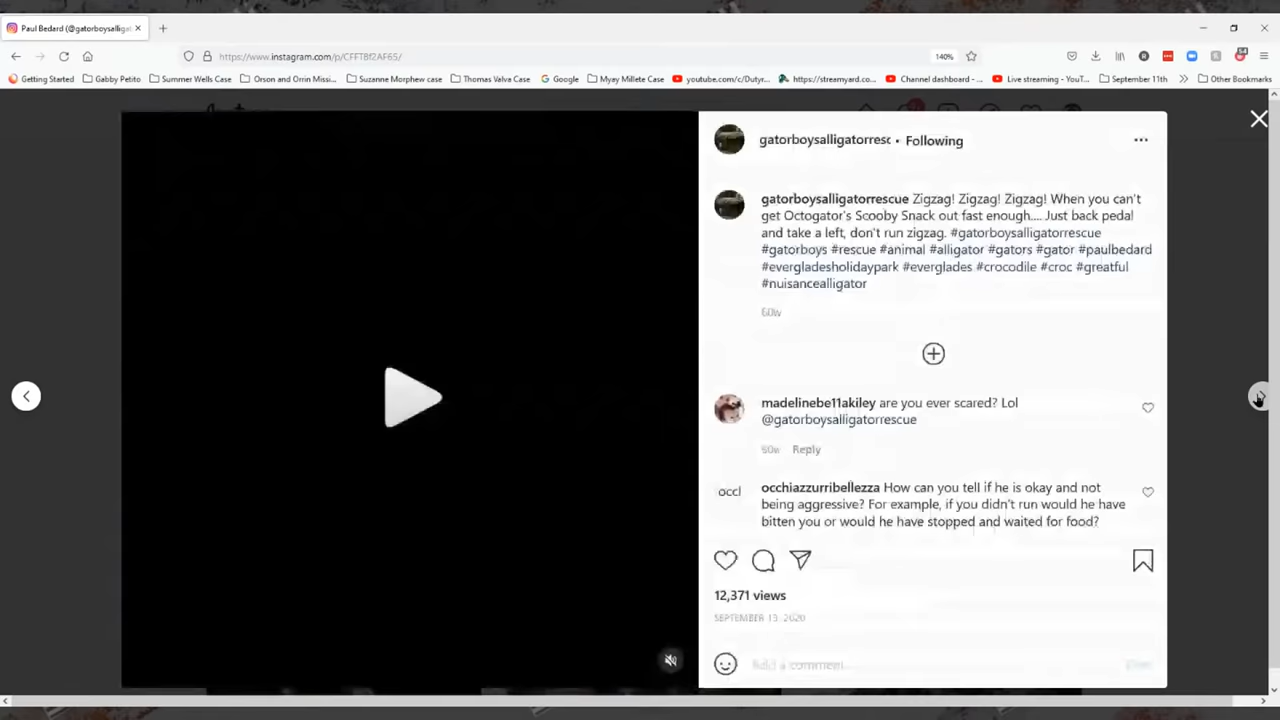 Paul Bedard (@gatorboysalligat
https://www.instagram.com/p/CFFT8f2AF65/
140%
Getting Started
Gabby Petito
Summer Wells Case
Orson and Orrin Missi...
Suzanne Morphew case
Thomas Valva Case
Google
Myay Millete Case
youtube.com/c/Dutyr...
https://streamyard.co...
Channel dashboard - ...
Live streaming - YouT...
September 11th
Other Bookmarks
gatorboysalligatorresc • Following
gatorboysalligatorrescue Zigzag! Zigzag! Zigzag! When you can't
get Octogator's Scooby Snack out fast enough.... Just back pedal
and take a left, don't run zigzag. #gatorboysalligatorrescue
#gatorboys #rescue #animal #alligator #gators #gator #paulbedard
#evergladesholidaypark #everglades #crocodile #croc #greatful
#nuisancealligator
60w
madelinebe11akiley are you ever scared? Lol
@gatorboysalligatorrescue
60w Reply
occhiazzurribellezza How can you tell if he is okay and not
being aggressive? For example, if you didn't run would he have
bitten you or would he have stopped and waited for food?
12,371 views
SEPTEMBER 13, 2020
Add a comment...